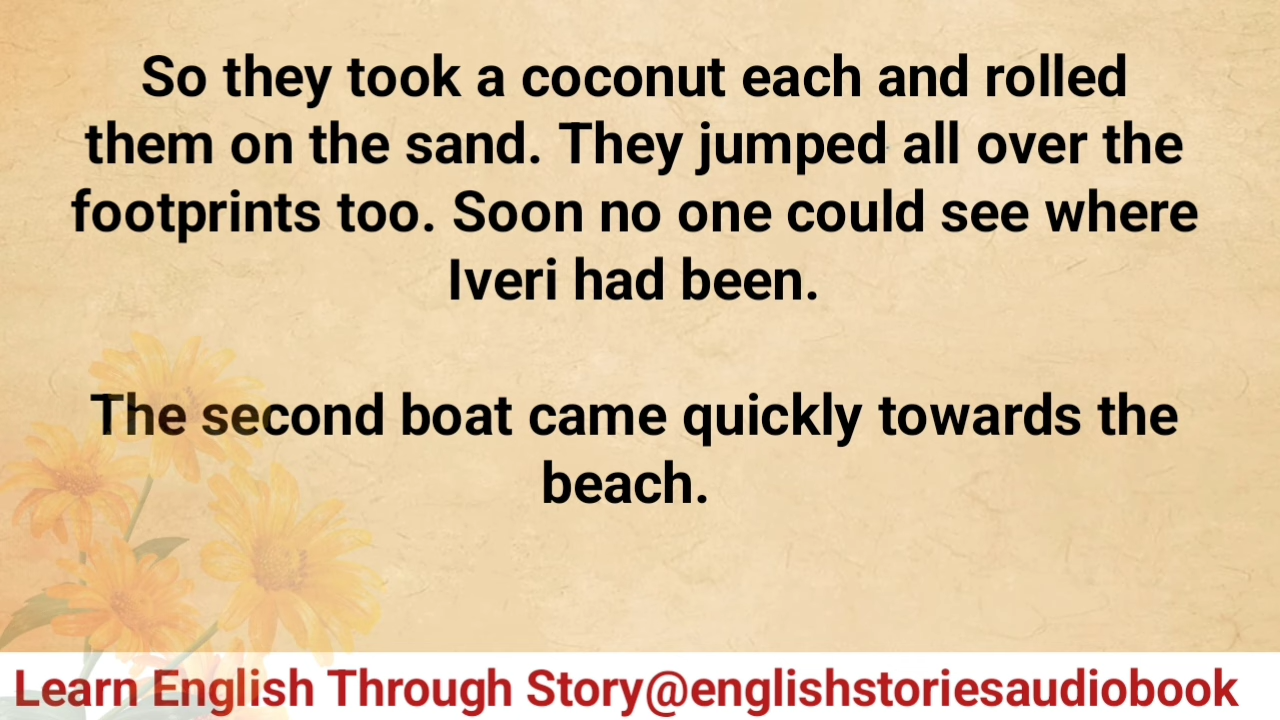 So they took a coconut each and rolled
them on the sand. They jumped all over the
footprints too. Soon no one could see where
Iveri had been.
The second boat came quickly towards the
beach.
Learn English Through Story@englishstoriesaudiobook